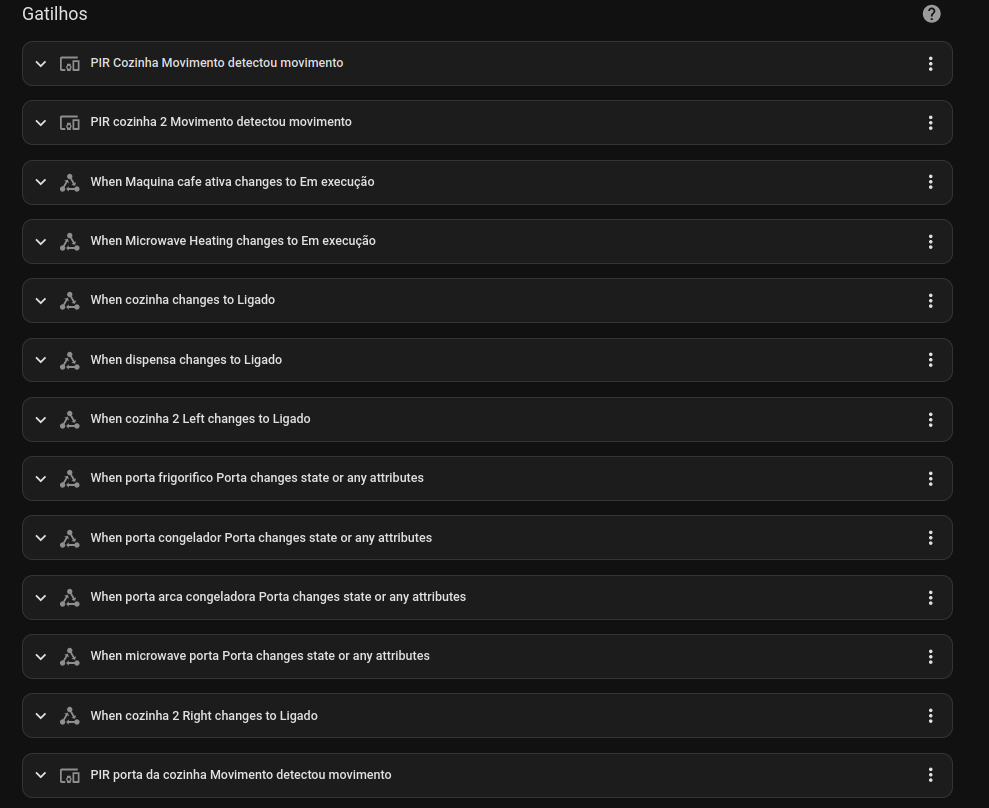 Gatilhos
PIR Cozinha Movimento detectou movimento
PIR cozinha 2 Movimento detectou movimento
When Maquina cafe ativa changes to Em execução
When Microwave Heating changes to Em execução
When cozinha changes to Ligado
When dispensa changes to Ligado
When cozinha 2 Left changes to Ligado
When porta frigorifico Porta changes state or any attributes
When porta congelador Porta changes state or any attributes
When porta arca congeladora Porta changes state or any attributes
When microwave porta Porta changes state or any attributes
When cozinha 2 Right changes to Ligado
PIR porta da cozinha Movimento detectou movimento